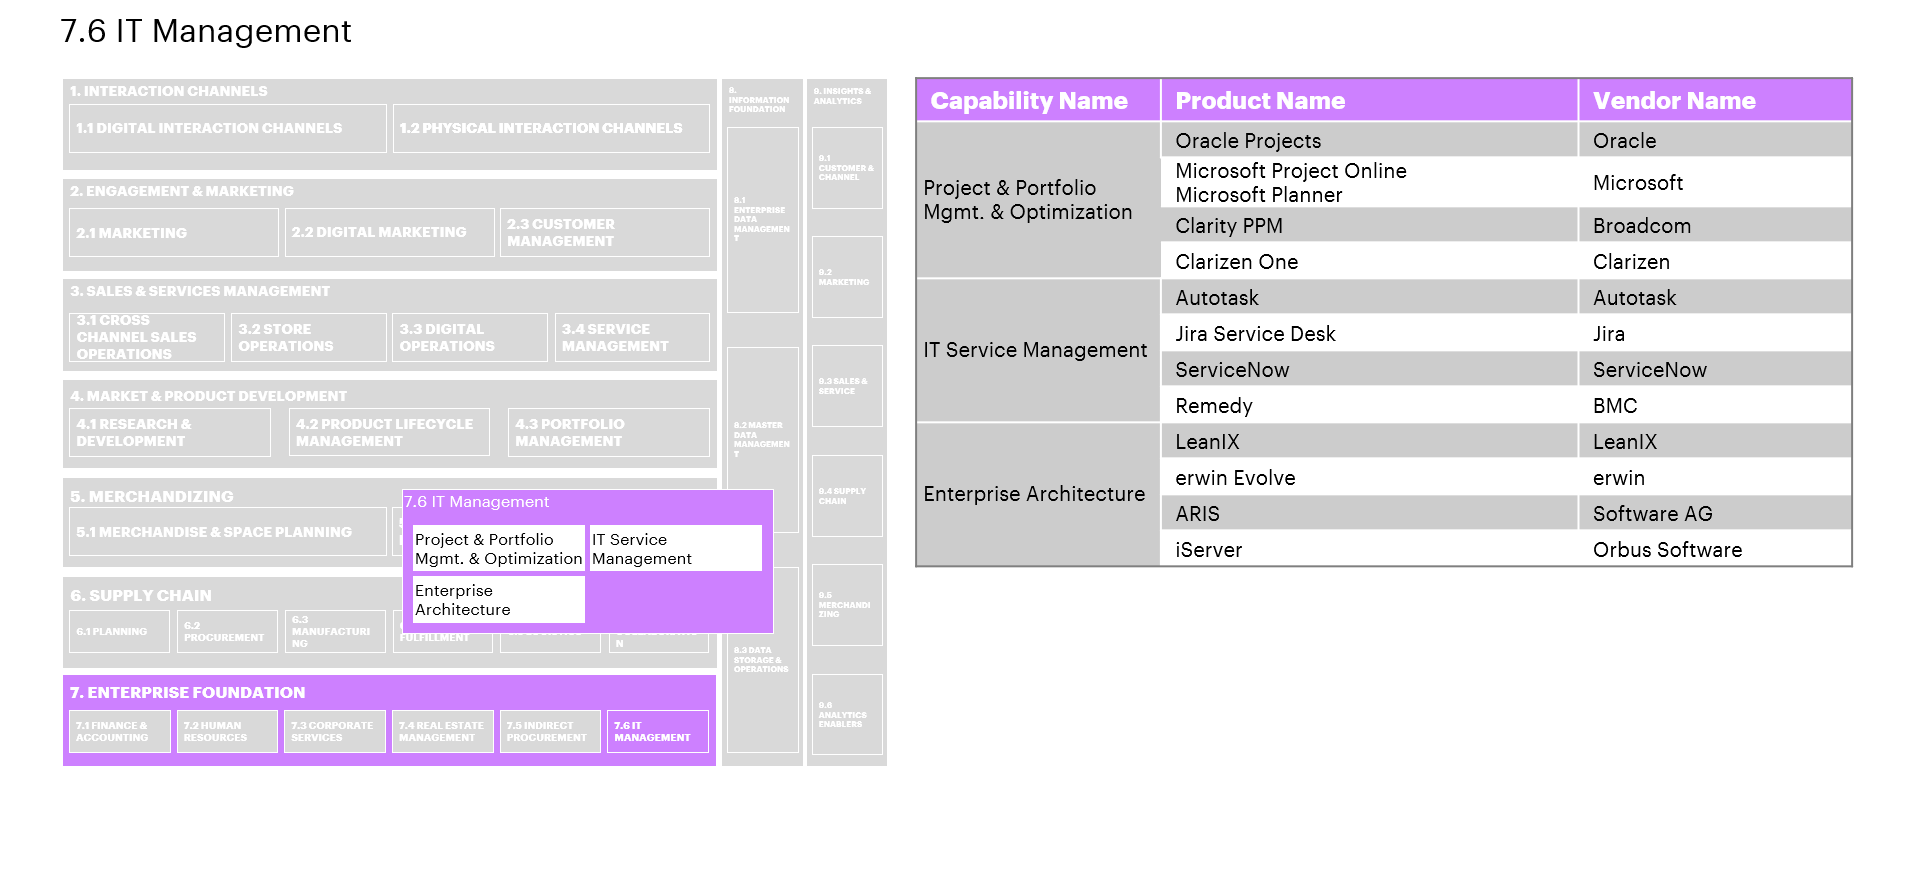 7.6 IT Management
1. INTERACTION CHANNELS
1.1 DIGITAL INTERACTION CHANNELS
1.2 PHYSICAL INTERACTION CHANNELS
2. ENGAGEMENT & MARKETING
2.1 MARKETING
2.2 DIGITAL MARKETING
2.3 CUSTOMER
MANAGEMENT
3. SALES & SERVICES MANAGEMENT
3.1 CROSS
CHANNEL SALES
OPERATIONS
3.2 STORE
OPERATIONS
3.3 DIGITAL
OPERATIONS
3.4 SERVICE
MANAGEMENT
4. MARKET & PRODUCT DEVELOPMENT
4.1 RESEARCH &
DEVELOPMENT
4.2 PRODUCT LIFECYCLE
MANAGEMENT
4.3 PORTFOLIO
MANAGEMENT
5. MERCHANDIZING
5.1 MERCHANDISE & SPACE PLANNING
7.6 IT Management
Project & Portfolio
Mgmt. & Optimization
IT Service
Management
Enterprise
Architecture
6. SUPPLY CHAIN
6.1 PLANNING
6.2
PROCUREMENT
6.3
MANUFACTURI
NG
FULFILLMENT
N
7. ENTERPRISE FOUNDATION
7.1 FINANCE &
ACCOUNTING
7.2 HUMAN
RESOURCES
7.3 CORPORATE
SERVICES
7.4 REAL ESTATE
MANAGEMENT
7.5 INDIRECT
PROCUREMENT
7.6 IT
MANAGEMENT
8.
INFORMATION
FOUNDATION
8.1
ENTERPRISE
DATA
MANAGEMEN
T
8.2 MASTER
DATA
MANAGEMEN
T
8.3 DATA
STORAGE &
OPERATIONS
9. INSIGHTS &
ANALYTICS
9.1
CUSTOMER &
CHANNEL
9.2
MARKETING
9.3 SALES &
SERVICE
9.4 SUPPLY
CHAIN
9.5
MERCHANDI
ZING
9.6
ANALYTICS
ENABLERS
Capability Name Product Name Vendor Name
Project & Portfolio
Mgmt. & Optimization
Oracle Projects Oracle
Microsoft Project Online
Microsoft Planner
Microsoft
Clarity PPM Broadcom
Clarizen One Clarizen
IT Service Management
Autotask Autotask
Jira Service Desk Jira
ServiceNow ServiceNow
Remedy BMC
Enterprise Architecture
LeanIX LeanIX
erwin Evolve erwin
ARIS Software AG
iServer Orbus Software